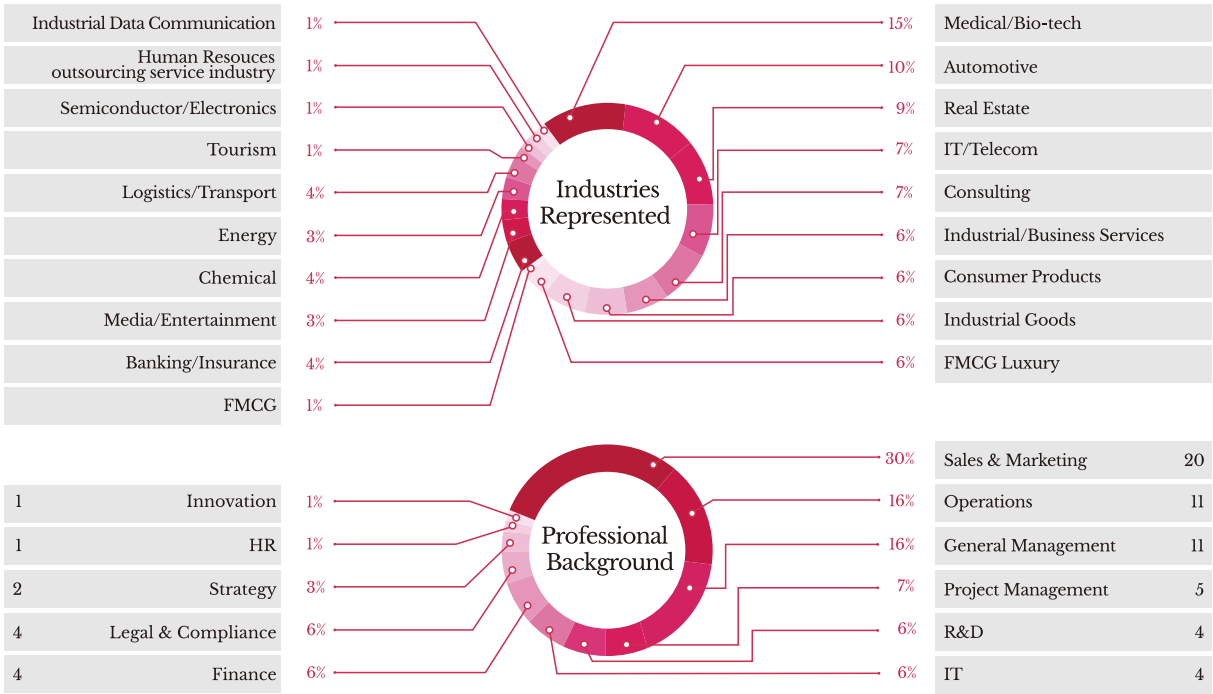 Industrial Data Communication 1%
Human Resouces
outsourcing service industry 1%
Semiconductor/Electronics 1%
Tourism 1%
Logistics/Transport 4%
Energy 3%
Chemical 4%
Media/Entertainment 3%
Banking/Insurance 4%
FMCG 1%
Industries
Represented
15% Medical/Bio-tech
10% Automotive
9% Real Estate
7% IT/Telecom
7% Consulting
6% Industrial/Business Services
6% Consumer Products
6% Industrial Goods
6% FMCG Luxury
1 Innovation 1%
1 HR 1%
2 Strategy 3%
4 Legal & Compliance 6%
4 Finance 6%
Professional
Background
30% Sales & Marketing 20
16% Operations 11
16% General Management 11
7% Project Management 5
6% R&D 4
6% IT 4